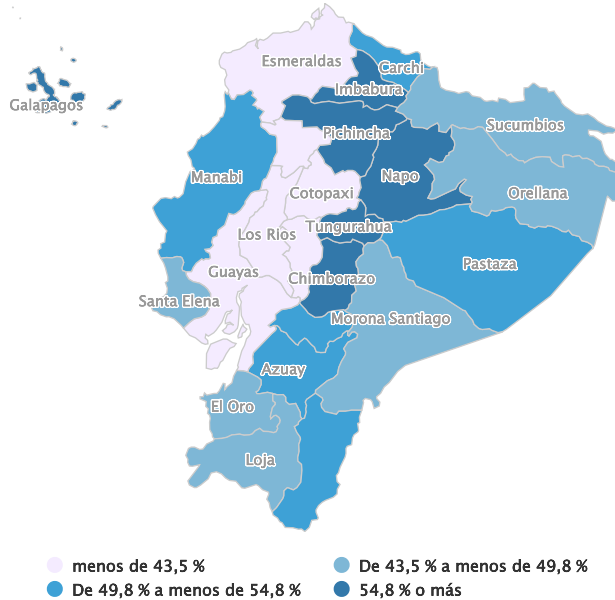 Esmeraldas
Carchi
Imbabura
Galapagos
Sucumbios
Pichincha
Manabi
Napo
Cotopaxi
Orellana
Tungurahua
Los Rios
Guayas
Pastaza
Chimborazo
Santa Elena
Morona Santiago
Azuay
El Oro
Loja
menos de 43,5 %
De 43,5 % a menos de 49,8 %
De 49,8 % a menos de 54,8 %
54,8 % o más